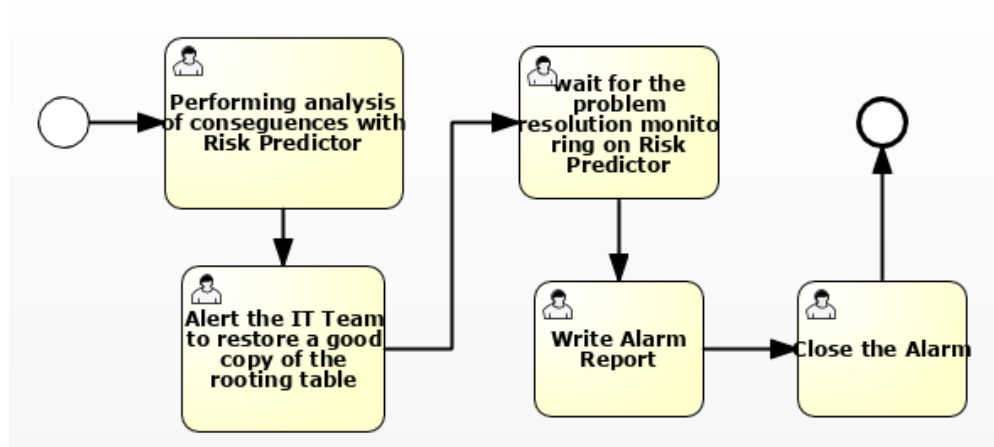 Performing analysis
of conseguences with
Risk Predictor
Alert the IT Team
to restore a good
copy of the
rooting table
wait for the
problem
resolution monito
ring on Risk
Predictor
Write Alarm
Report
Close the Alarm